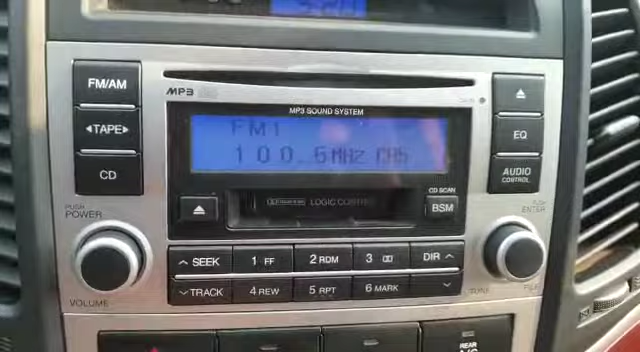 MP3
MP3 SOUND SYSTEM
FM/AM
TAPE
CD
FM1
100.5MHz CH5
EQ
AUDIO
CONTROL
CD SCAN
BSM
PUSH
POWER
VOLUME
PUSH
ENTER
TUNE
FILE
SEEK
1 FF
2 RDM
3
DIR
TRACK
4 REW
5 RPT
6 MARK
REAR